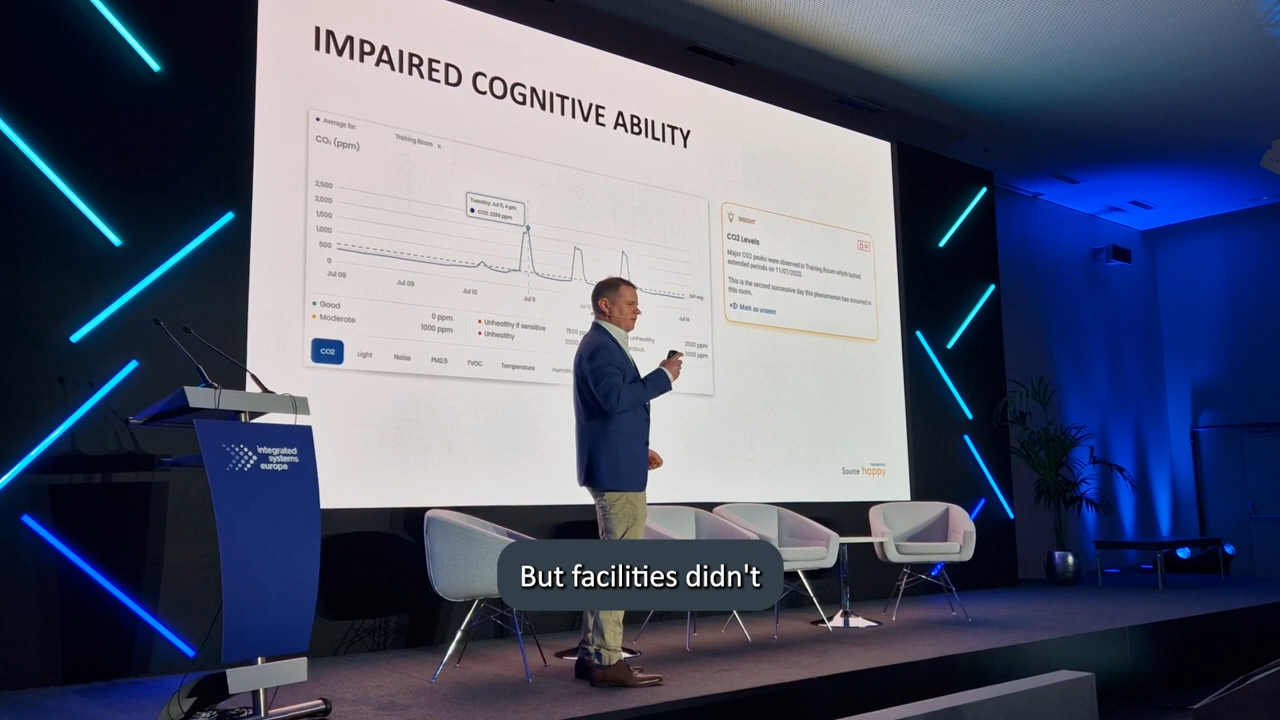 IMPAIRED COGNITIVE ABILITY
Average for
Training Room ×
CO₂ (ppm)
2,500
2,000
1,500
1,000
500
0
Tuesday, Jul 11, 4 pm
Jul 08
Jul 09
Jul 10
Jul 11
Jul 14
Good
0 ppm
Moderate
1000 ppm
Unhealthy if sensitive
1500 pp
Unhealthy
2000
unhealthy
2500 ppm
3000 ppm
CO2
Light
Noise
PM2.5
TVOC
Temperature
Humidity
INSIGHT
CO2 Levels
Major CO2 peaks were observed in Training Room which lasted
extended periods on 11/07/2023.
This is the second successive day this phenomenon has occurred in
this room.
Mark as unseen
Source
happy
integrated
systems
europe
But facilities didn't